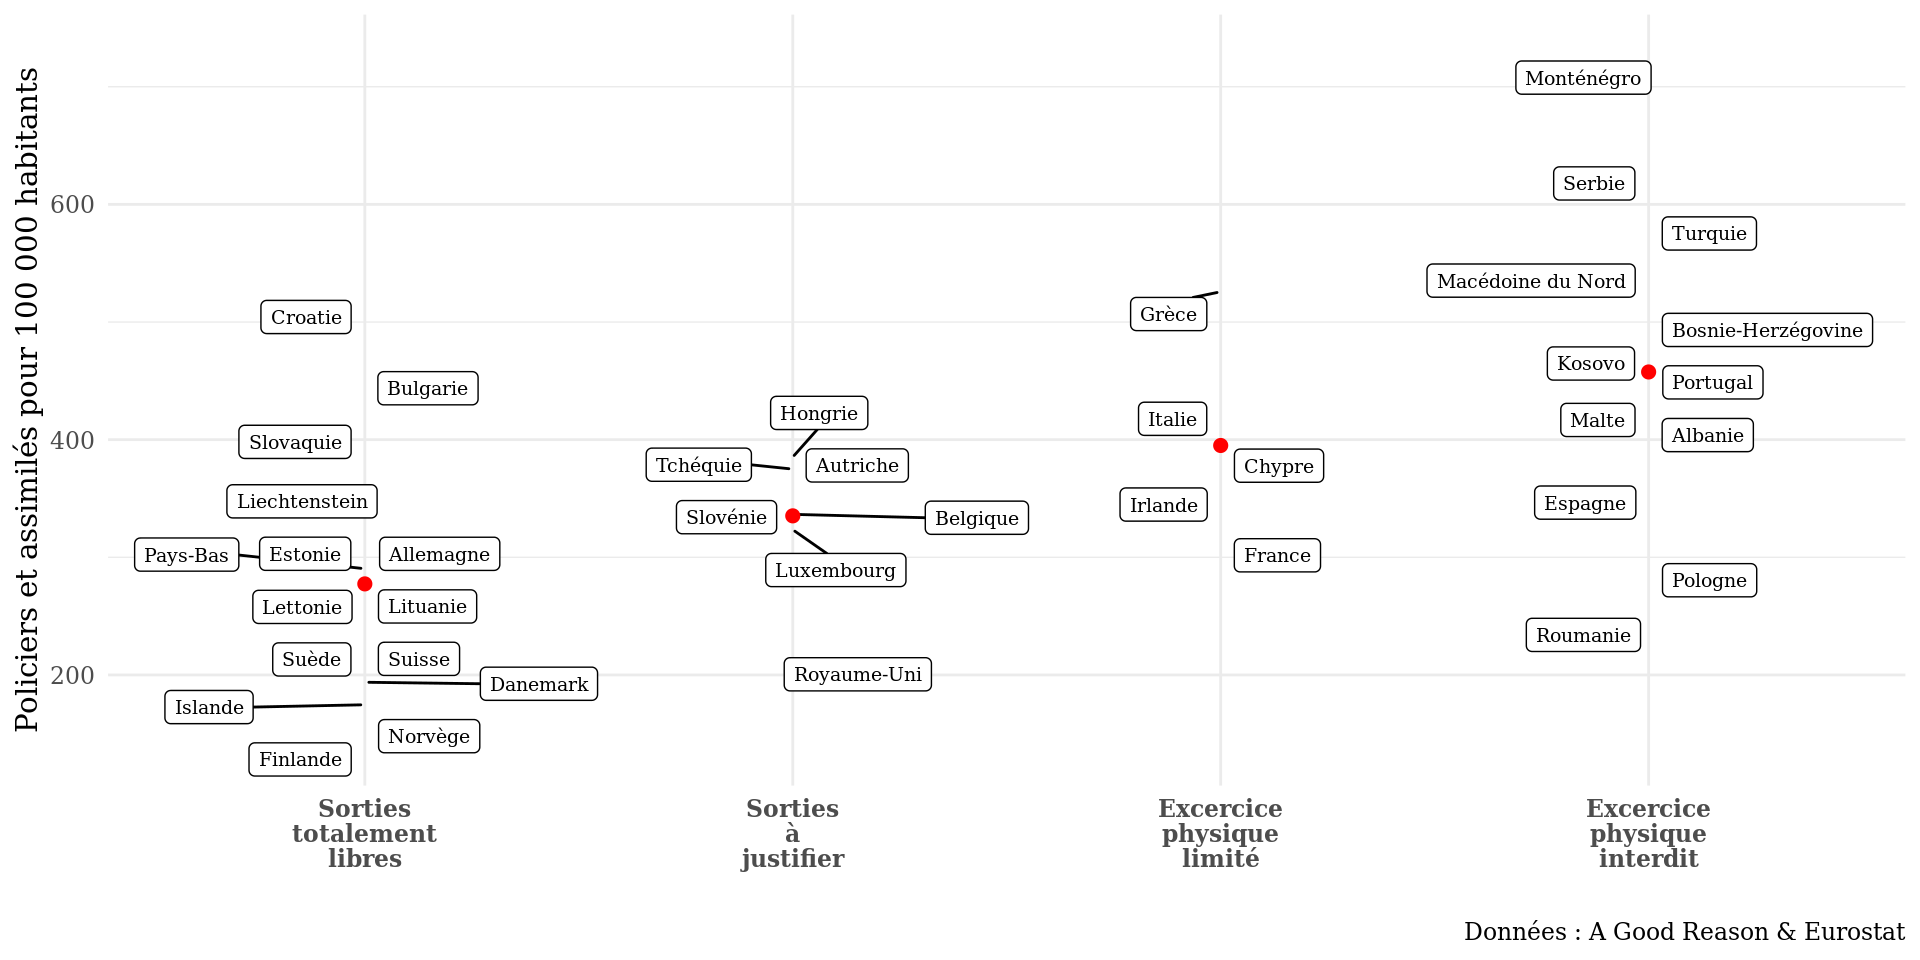 Policiers et assimilés pour 100 000 habitants
600
400
200
Croatie
Bulgarie
Slovaquie
Liechtenstein
Pays-Bas
Estonie
Allemagne
Lettonie
Lituanie
Suède
Suisse
Danemark
Islande
Norvège
Finlande
Hongrie
Tchéquie
Autriche
Slovénie
Belgique
Luxembourg
Royaume-Uni
Grèce
Italie
Chypre
Irlande
France
Monténégro
Serbie
Turquie
Macédoine du Nord
Bosnie-Herzégovine
Kosovo
Portugal
Malte
Albanie
Espagne
Pologne
Roumanie
Sorties
totalement
libres
Sorties
à
justifier
Excercice
physique
limité
Excercice
physique
interdit
Données : A Good Reason & Eurostat